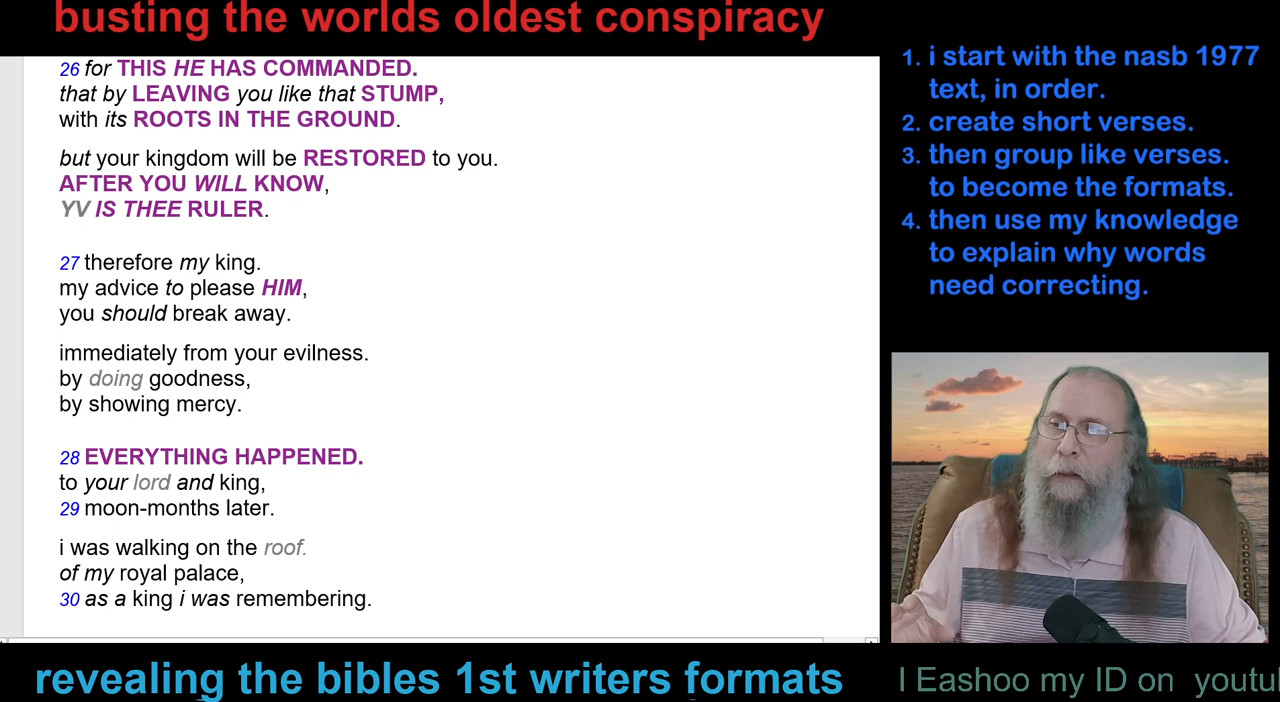 busting the worlds oldest conspiracy
26 for THIS HE HAS COMMANDED.
that by LEAVING you like that STUMP,
with its ROOTS IN THE GROUND.
but your kingdom will be RESTORED to you.
AFTER YOU WILL KNOW,
YV IS THEE RULER.
27 therefore my king.
my advice to please HIM,
you should break away.
immediately from your evilness.
by doing goodness,
by showing mercy.
28 EVERYTHING HAPPENED.
to your lord and king,
29 moon-months later.
i was walking on the roof.
of my royal palace,
30 as a king i was remembering.
1. i start with the nasb 1977
text, in order.
2. create short verses.
3. then group like verses.
to become the formats.
4. then use my knowledge
to explain why words
need correcting.
revealing the bibles 1st writers formats
I Eashoo my ID on youtu